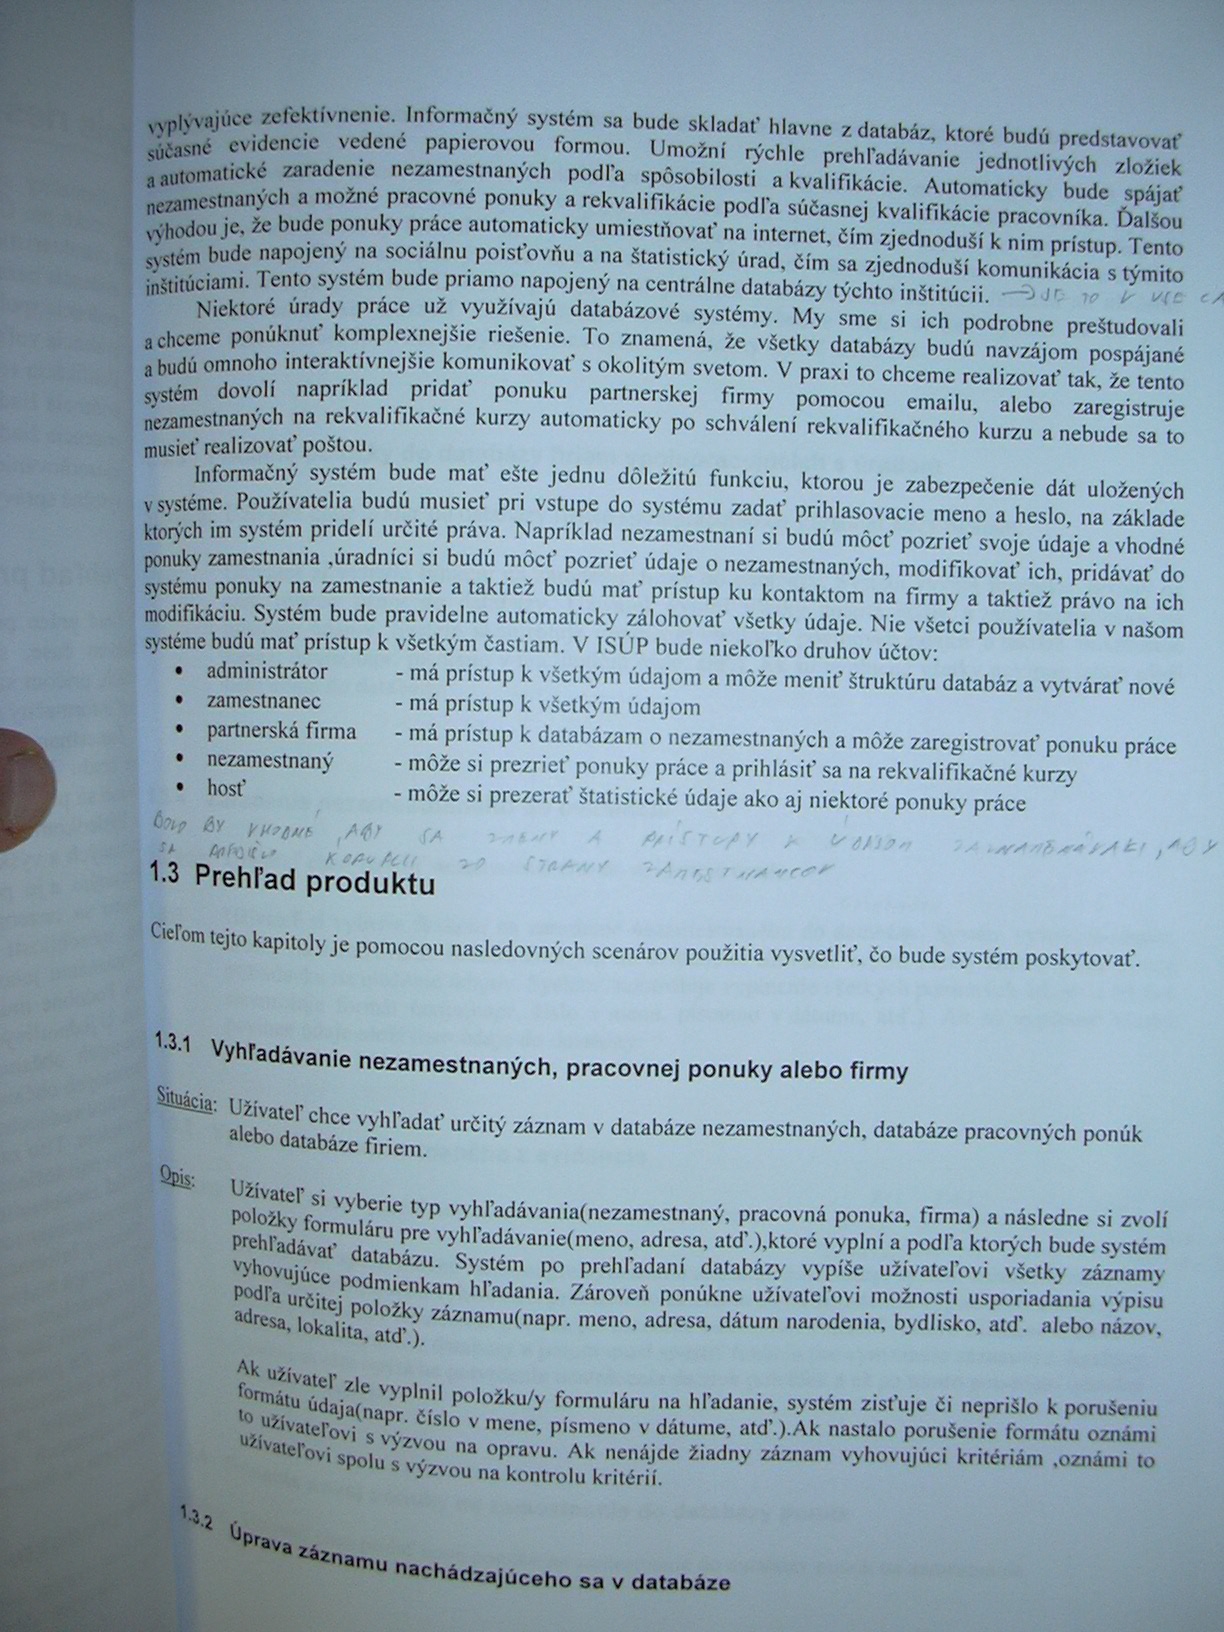 vyplývajúce zefektívnenie. Informačný systém sa bude skladať hlavne z databáz, ktoré budú predstavovať
súčasné evidencie vedené papierovou formou. Umožní rýchle prehľadávanie jednotlivých zložiek
a automatické zaradenie nezamestnaných podľa spôsobilosti a kvalifikácie. Automaticky bude spájať
nezamestnaných a možné pracovné ponuky a rekvalifikácie podľa súčasnej kvalifikácie pracovníka. Ďalšou
výhodou je, že bude ponuky práce automaticky umiestňovať na internet, čím zjednoduší k nim prístup. Tento
systém bude napojený na sociálnu poisťovňu a na štatistický úrad, čím sa zjednoduší komunikácia s týmito
inštitúciami. Tento systém bude priamo napojený na centrálne databázy týchto inštitúcii. → JE TO V
Niektoré úrady práce už využívajú databázové systémy. My sme si ich podrobne preštudovali
a chceme ponúknuť komplexnejšie riešenie. To znamená, že všetky databázy budú navzájom pospájané
a budú omnoho interaktívnejšie komunikovať s okolitým svetom. V praxi to chceme realizovať tak, že tento
systém dovolí napríklad pridať ponuku partnerskej firmy pomocou emailu, alebo zaregistruje
nezamestnaných na rekvalifikačné kurzy automaticky po schválení rekvalifikačného kurzu a nebude sa to
musieť realizovať poštou.
Informačný systém bude mať ešte jednu dôležitú funkciu, ktorou je zabezpečenie dát uložených
v systéme. Používatelia budú musieť pri vstupe do systému zadať prihlasovacie meno a heslo, na základe
ktorých im systém pridelí určité práva. Napríklad nezamestnaní si budú môcť pozrieť svoje údaje a vhodné
ponuky zamestnania ,úradníci si budú môcť pozrieť údaje o nezamestnaných, modifikovať ich, pridávať do
systému ponuky na zamestnanie a taktiež budú mať prístup ku kontaktom na firmy a taktiež právo na ich
modifikáciu. Systém bude pravidelne automaticky zálohovať všetky údaje. Nie všetci používatelia v našom
systéme budú mať prístup k všetkým častiam. V ISÚP bude niekoľko druhov účtov:
• administrátor - má prístup k všetkým údajom a môže meniť štruktúru databáz a vytvárať nové
• zamestnanec - má prístup k všetkým údajom
• partnerská firma - má prístup k databázam o nezamestnaných a môže zaregistrovať ponuku práce
• nezamestnaný - môže si prezrieť ponuky práce a prihlásiť sa na rekvalifikačné kurzy
• hosť - môže si prezerať štatistické údaje ako aj niektoré ponuky práce
BOLO BY VHODNÉ, ABY SA ZMENY A PRÍSTUPY K ZAZNAMENÁVALI, ABY
SA KORUPCII ZO STRANY ZAMESTNANCOV
1.3 Prehľad produktu
Cieľom tejto kapitoly je pomocou nasledovných scenárov použitia vysvetliť, čo bude systém poskytovať.
1.3.1 Vyhľadávanie nezamestnaných, pracovnej ponuky alebo firmy
Situácia: Užívateľ chce vyhľadať určitý záznam v databáze nezamestnaných, databáze pracovných ponúk
alebo databáze firiem.
Opis: Užívateľ si vyberie typ vyhľadávania(nezamestnaný, pracovná ponuka, firma) a následne si zvolí
položky formuláru pre vyhľadávanie(meno, adresa, atď.),ktoré vyplní a podľa ktorých bude systém
prehľadávať databázu. Systém po prehľadaní databázy vypíše užívateľovi všetky záznamy
vyhovujúce podmienkam hľadania. Zároveň ponúkne užívateľovi možnosti usporiadania výpisu
podľa určitej položky záznamu(napr. meno, adresa, dátum narodenia, bydlisko, atď. alebo názov,
adresa, lokalita, atď.).
Ak užívateľ zle vyplnil položku/y formuláru na hľadanie, systém zisťuje či neprišlo k porušeniu
formátu údaja(napr. číslo v mene, písmeno v dátume, atď.).Ak nastalo porušenie formátu oznámi
to užívateľovi s výzvou na opravu. Ak nenájde žiadny záznam vyhovujúci kritériám ,oznámi to
užívateľovi spolu s výzvou na kontrolu kritérií.
1.3.2 Úprava záznamu nachádzajúceho sa v databáze